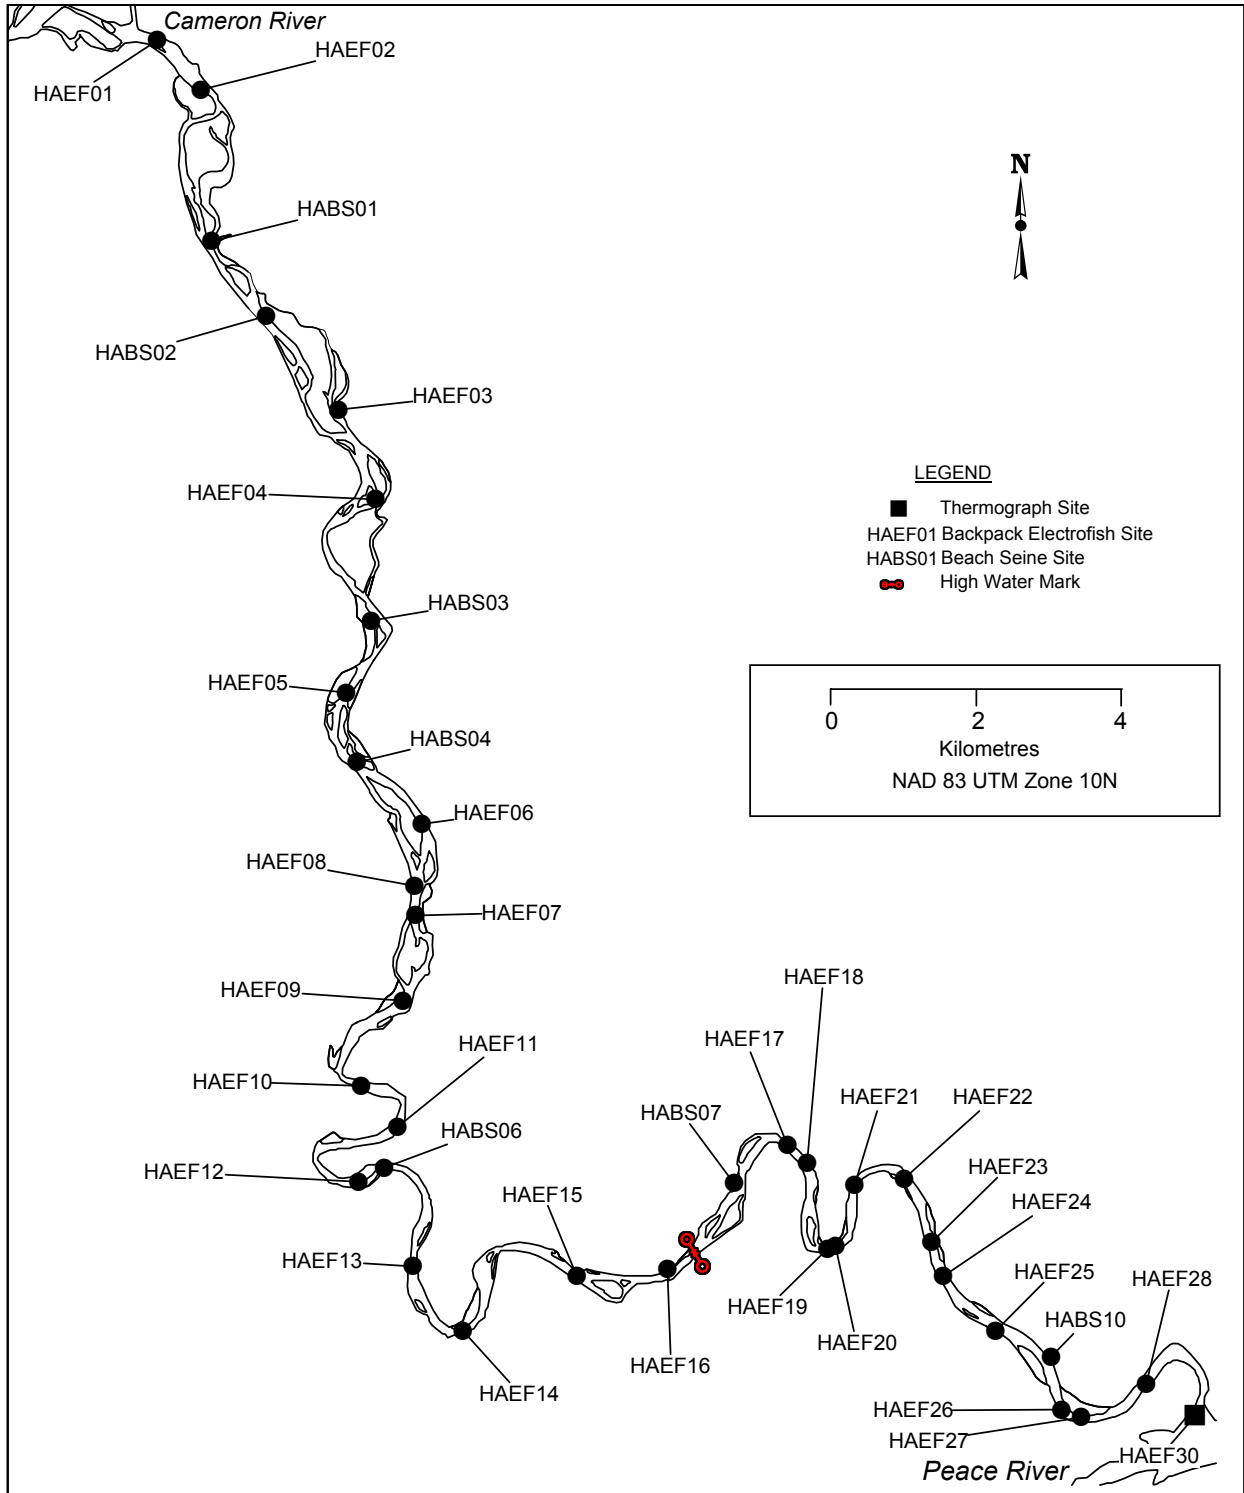 Cameron River
HAEF02
HAEF01
N
HABS01
HABS02
HAEF03
LEGEND
HAEF04
Thermograph Site
HAEF01 Backpack Electrofish Site
HABS01 Beach Seine Site
High Water Mark
HABS03
HAEF05
0 2 4
Kilometres
NAD 83 UTM Zone 10N
HABS04
HAEF06
HAEF08
HAEF07
HAEF18
HAEF09
HAEF17
HAEF11
HAEF10
HAEF21
HAEF22
HABS07
HABS06
HAEF12
HAEF23
HAEF15
HAEF24
HAEF13
HAEF25
HAEF28
HAEF19
HABS10
HAEF20
HAEF16
HAEF14
HAEF26
HAEF27
HAEF30
Peace River